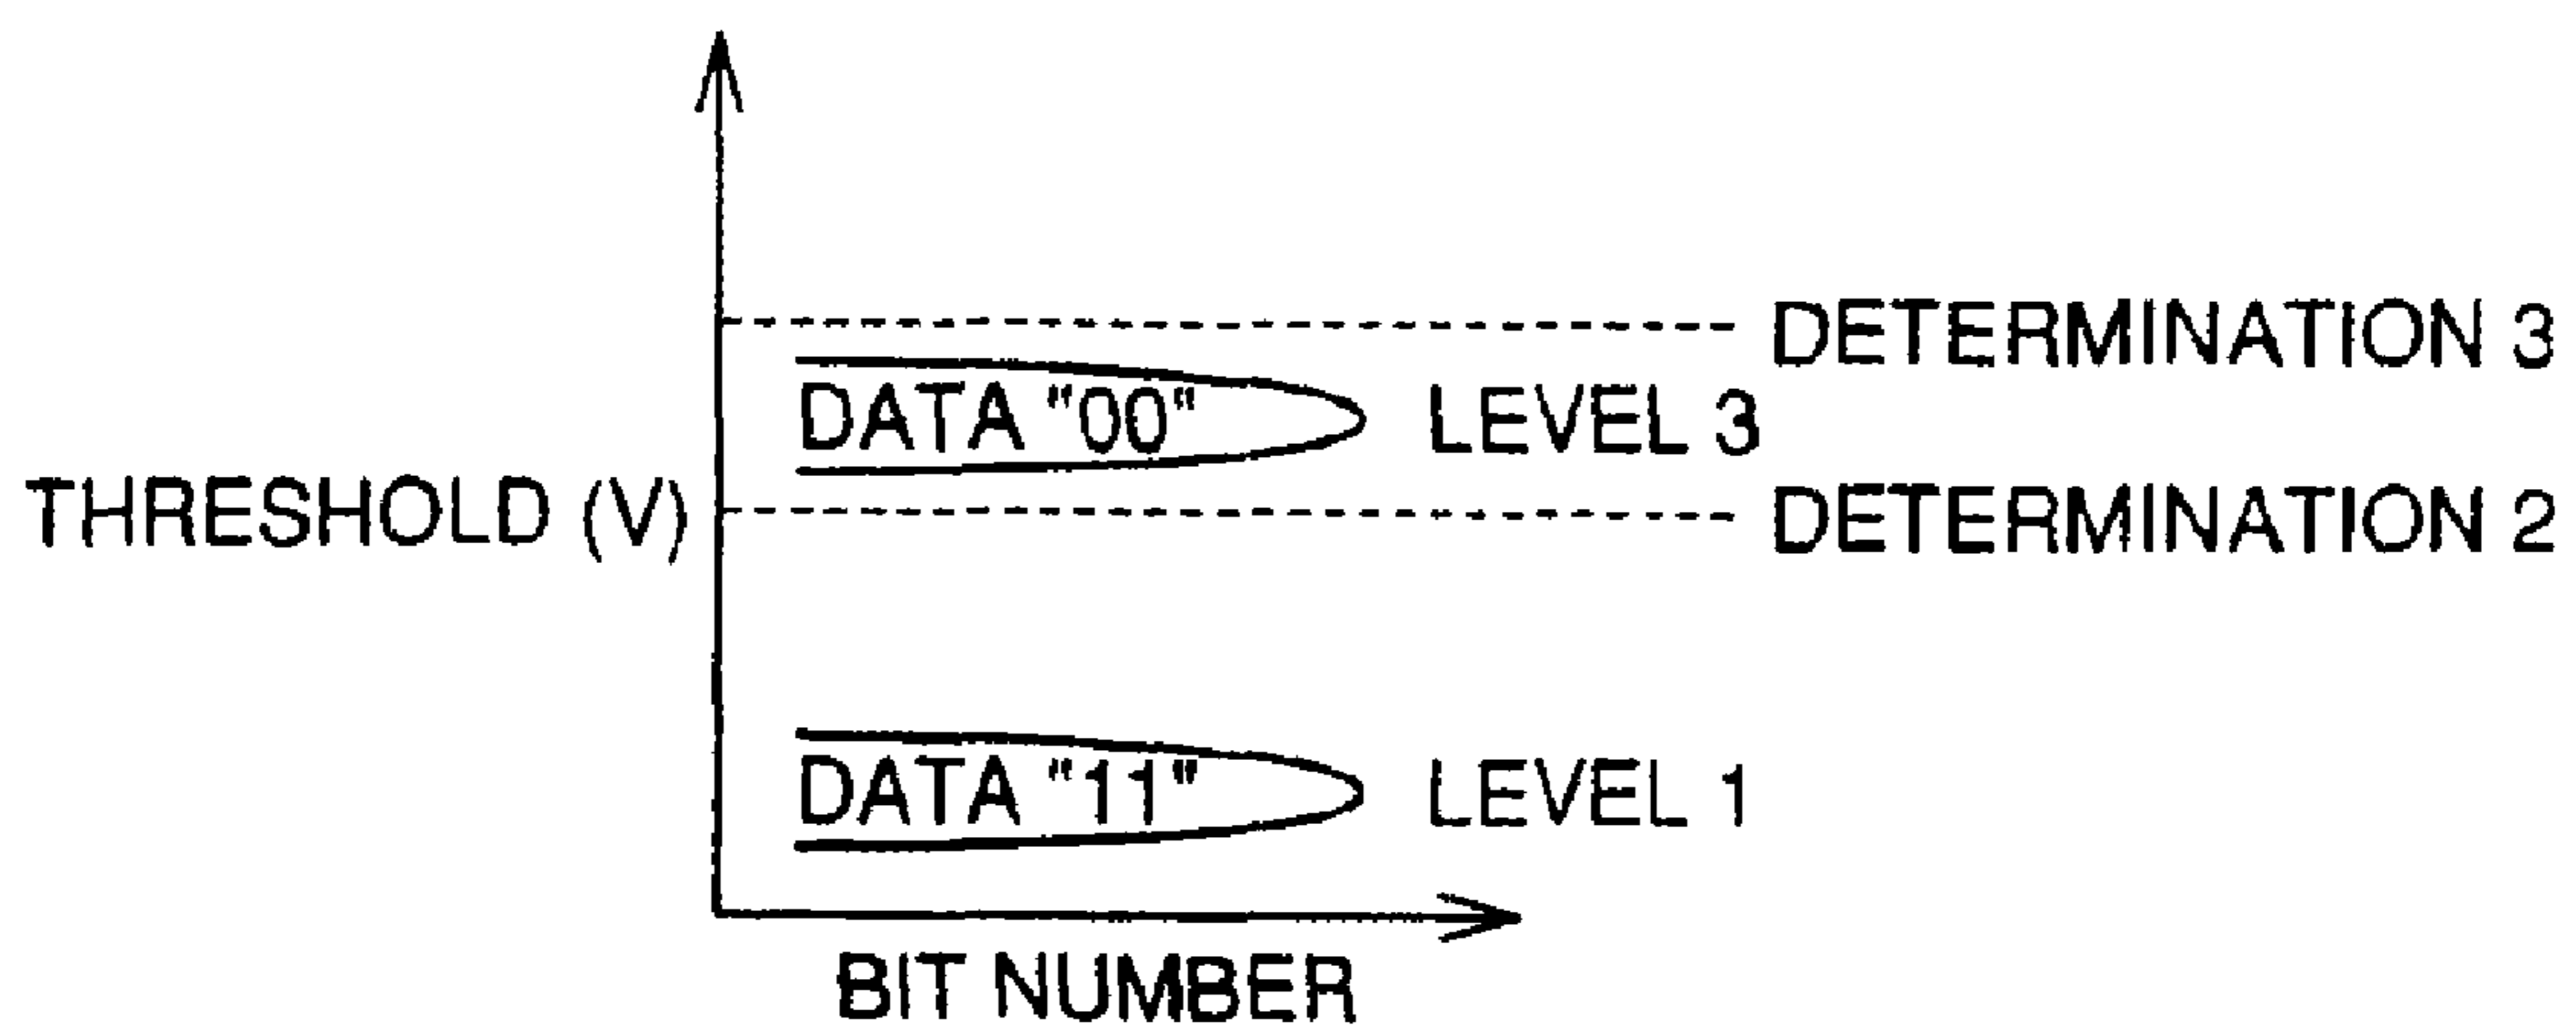 DETERMINATION 3
DATA "00" LEVEL 3
THRESHOLD (V)
DETERMINATION 2
DATA "11" LEVEL 1
BIT NUMBER